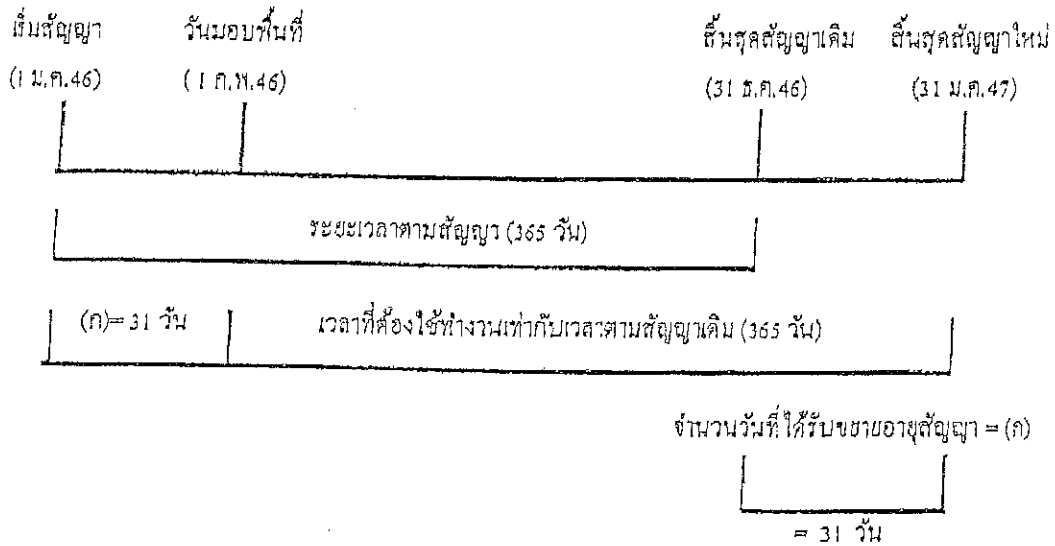 เริ่มสัญญา วันมอบพื้นที่ สิ้นสุดสัญญาเดิม สิ้นสุดสัญญาใหม่
(1 ม.ค.46) (1 ก.พ.46) (31 ธ.ค.46) (31 ม.ค.47)
ระยะเวลาตามสัญญา (365 วัน)
(ก)= 31 วัน เวลาที่ต้องใช้ทำงานเท่ากับเวลาตามสัญญาเดิม (365 วัน)
จำนวนวันที่ได้รับขยายอายุสัญญา = (ก)
= 31 วัน